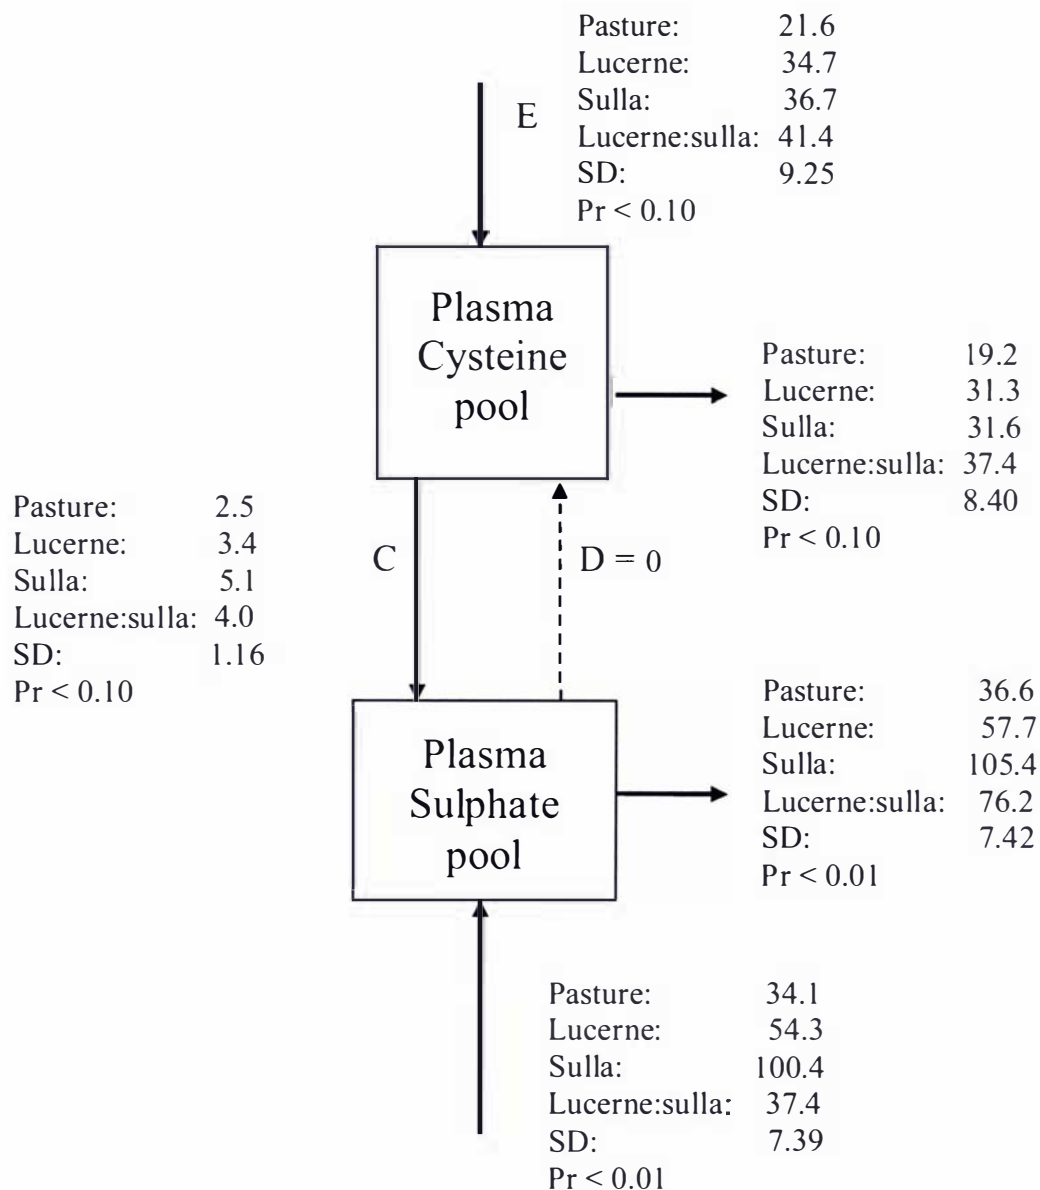 Pasture: 21.6
Lucerne: 34.7
Sulla: 36.7
Lucerne:sulla: 41.4
SD: 9.25
Pr < 0.10
E
Plasma
Cysteine
pool
Pasture: 19.2
Lucerne: 31.3
Sulla: 31.6
Lucerne:sulla: 37.4
SD: 8.40
Pr < 0.10
Pasture: 2.5
Lucerne: 3.4
Sulla: 5.1
Lucerne:sulla: 4.0
SD: 1.16
Pr < 0.10
C
D = 0
Plasma
Sulphate
pool
Pasture: 36.6
Lucerne: 57.7
Sulla: 105.4
Lucerne:sulla: 76.2
SD: 7.42
Pr < 0.01
Pasture: 34.1
Lucerne: 54.3
Sulla: 100.4
Lucerne:sulla: 37.4
SD: 7.39
Pr < 0.01